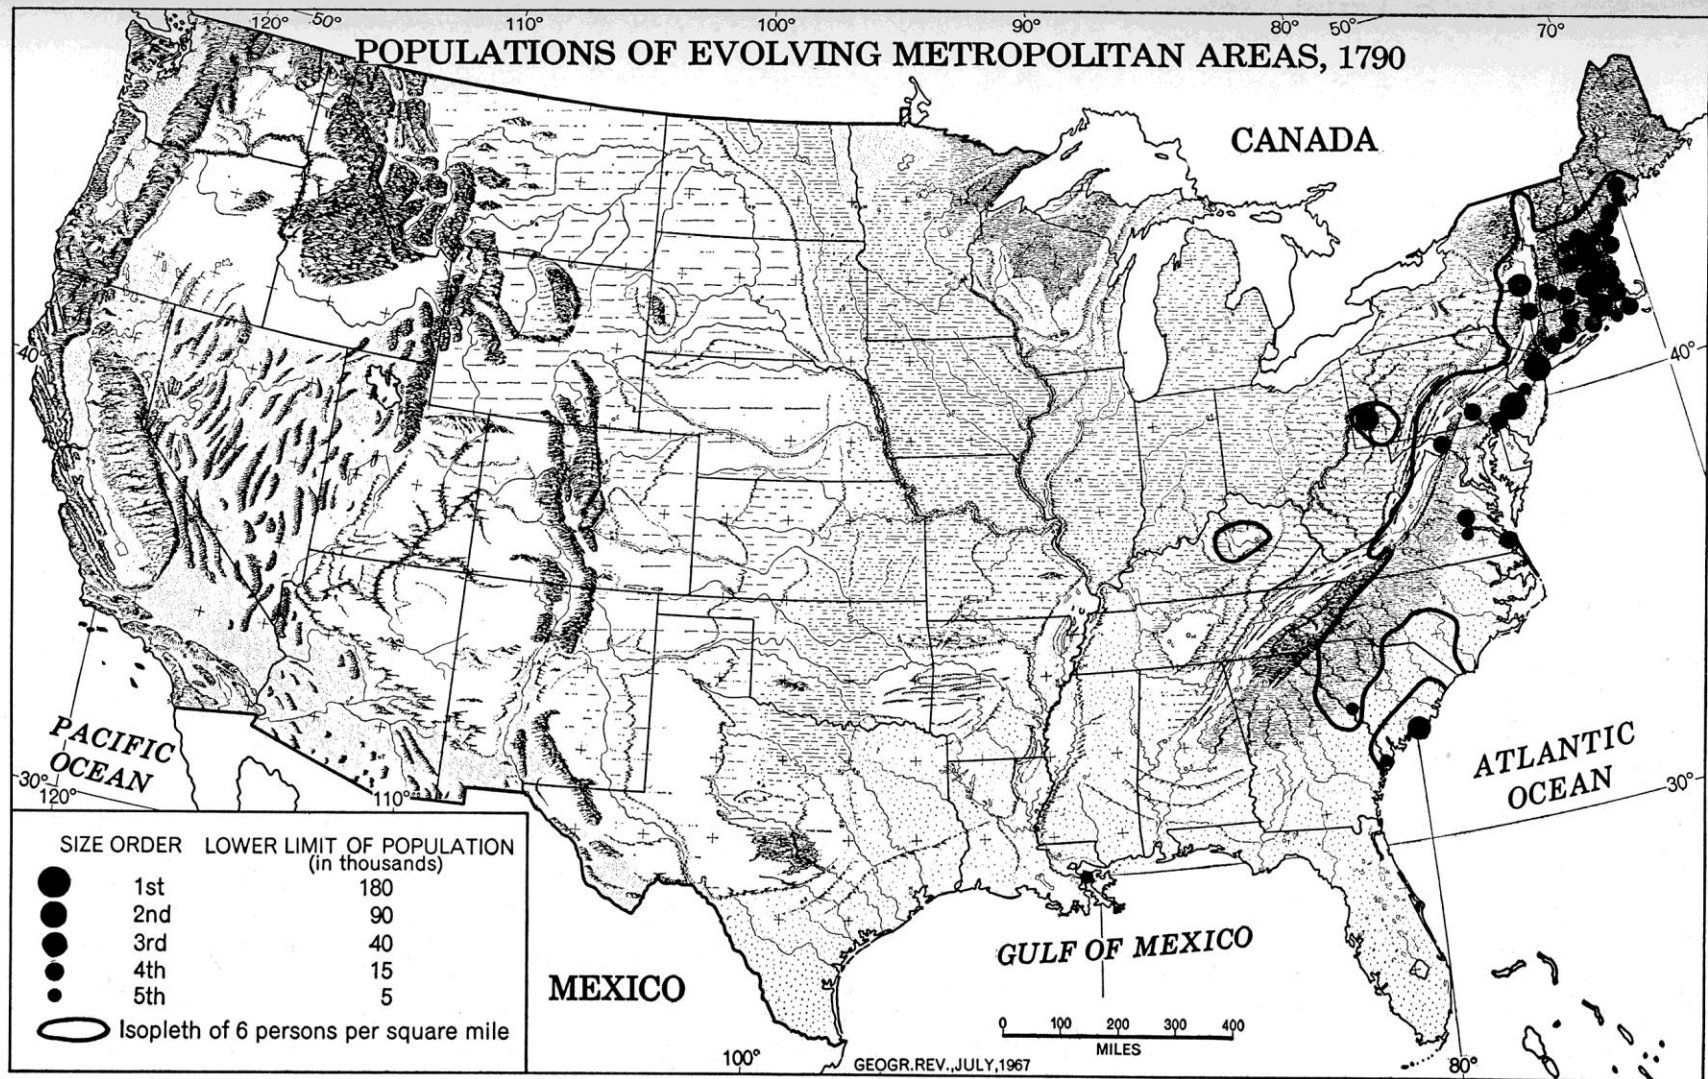 120° 50° 110° 100° 90° 80° 50° 70°
POPULATIONS OF EVOLVING METROPOLITAN AREAS, 1790
CANADA
40° 40°
PACIFIC
OCEAN
ATLANTIC
OCEAN
30° 30°
120° 110°
GULF OF MEXICO
MEXICO
SIZE ORDER LOWER LIMIT OF POPULATION
(in thousands)
1st 180
2nd 90
3rd 40
4th 15
5th 5
Isopleth of 6 persons per square mile
0 100 200 300 400
MILES
100° GEOGR.REV.,JULY,1967 80°